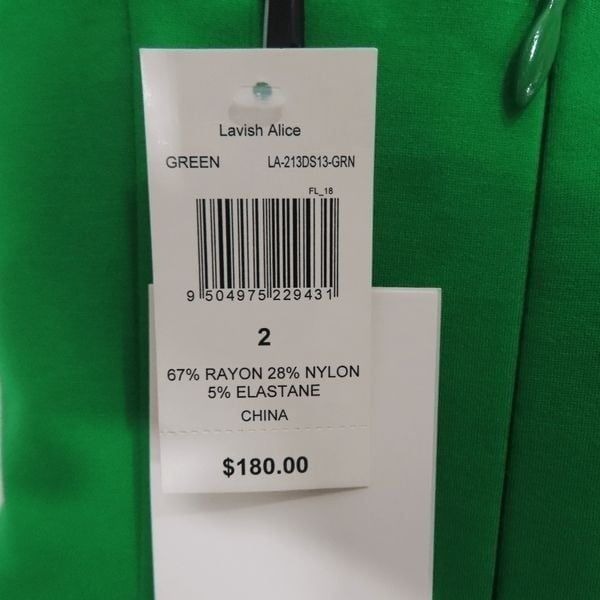 Lavish Alice
GREEN LA-213DS13-GRN
FL_18
9 504975 229431
2
67% RAYON 28% NYLON
5% ELASTANE
CHINA
$180.00